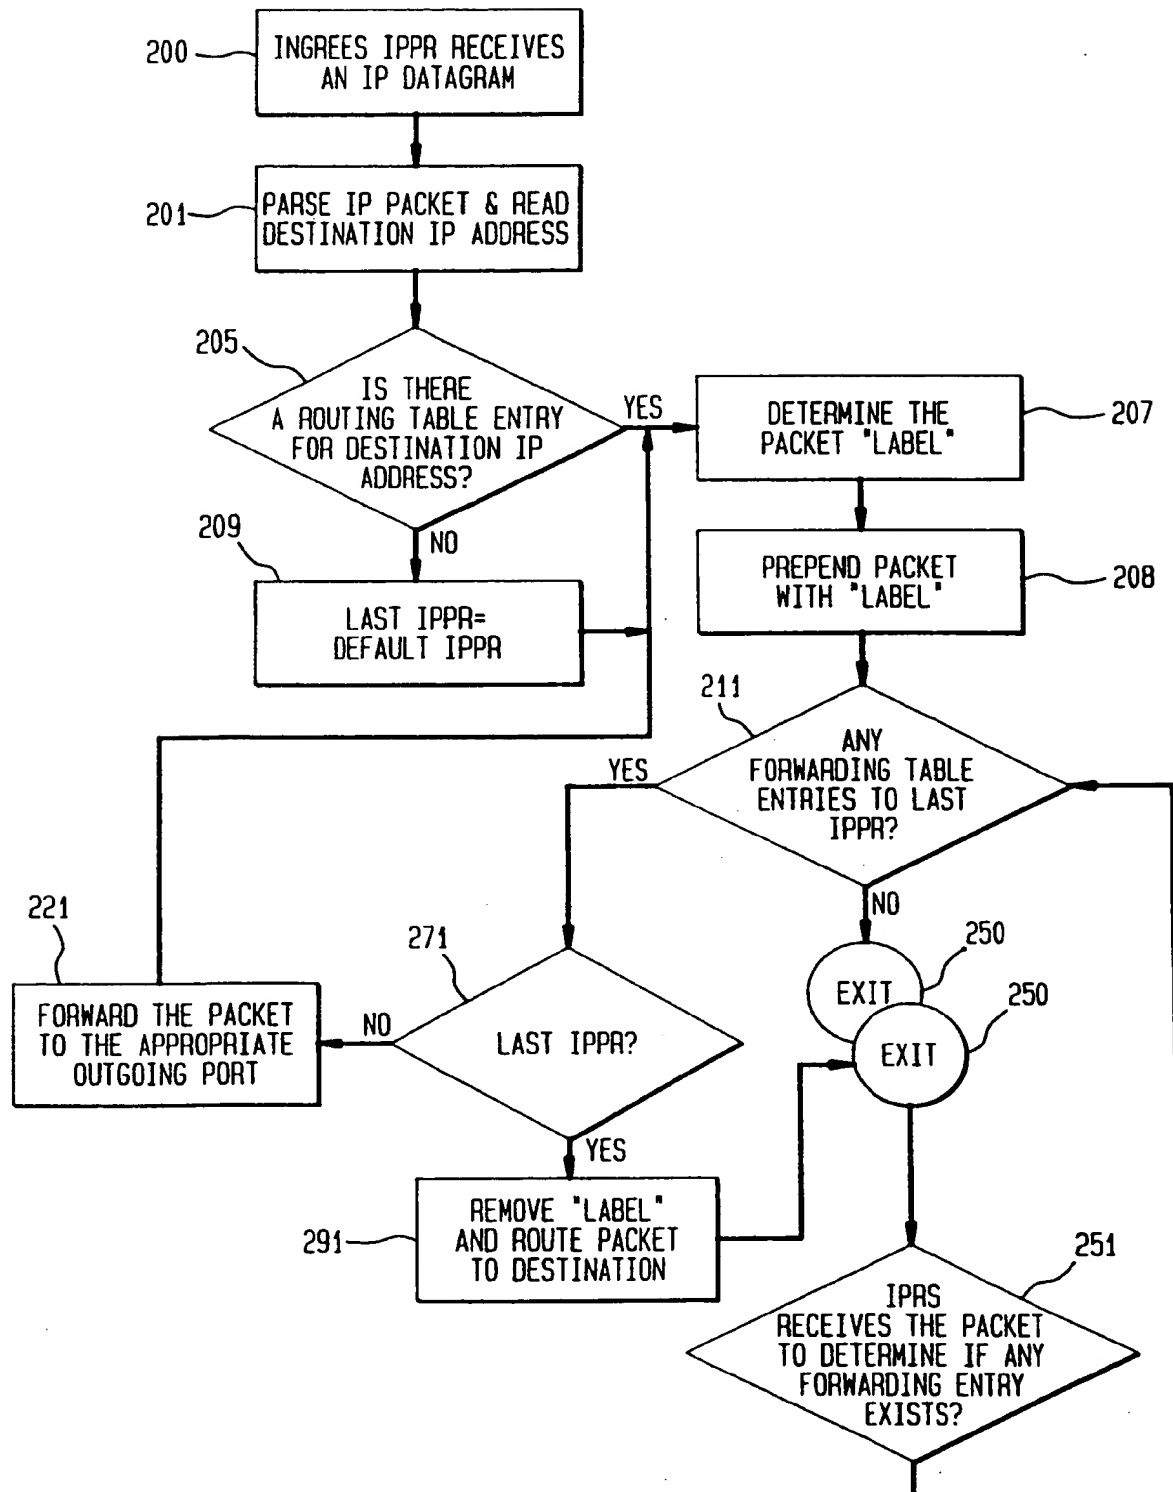 200
INGREES IPPR RECEIVES
AN IP DATAGRAM
201
PARSE IP PACKET & READ
DESTINATION IP ADDRESS
205
IS THERE
A ROUTING TABLE ENTRY
FOR DESTINATION IP
ADDRESS?
YES
DETERMINE THE
PACKET "LABEL"
207
NO
209
LAST IPPR=
DEFAULT IPPR
PREPEND PACKET
WITH "LABEL"
208
211
ANY
FORWARDING TABLE
ENTRIES TO LAST
IPPR?
YES
NO
221
FORWARD THE PACKET
TO THE APPROPRIATE
OUTGOING PORT
NO
271
LAST IPPR?
YES
EXIT
250
EXIT
250
291
REMOVE "LABEL"
AND ROUTE PACKET
TO DESTINATION
251
IPRS
RECEIVES THE PACKET
TO DETERMINE IF ANY
FORWARDING ENTRY
EXISTS?